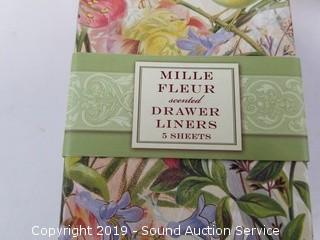 MILLE
FLEUR
scented
DRAWER
LINERS
5 SHEETS
Copyright 2019 - Sound Auction Service